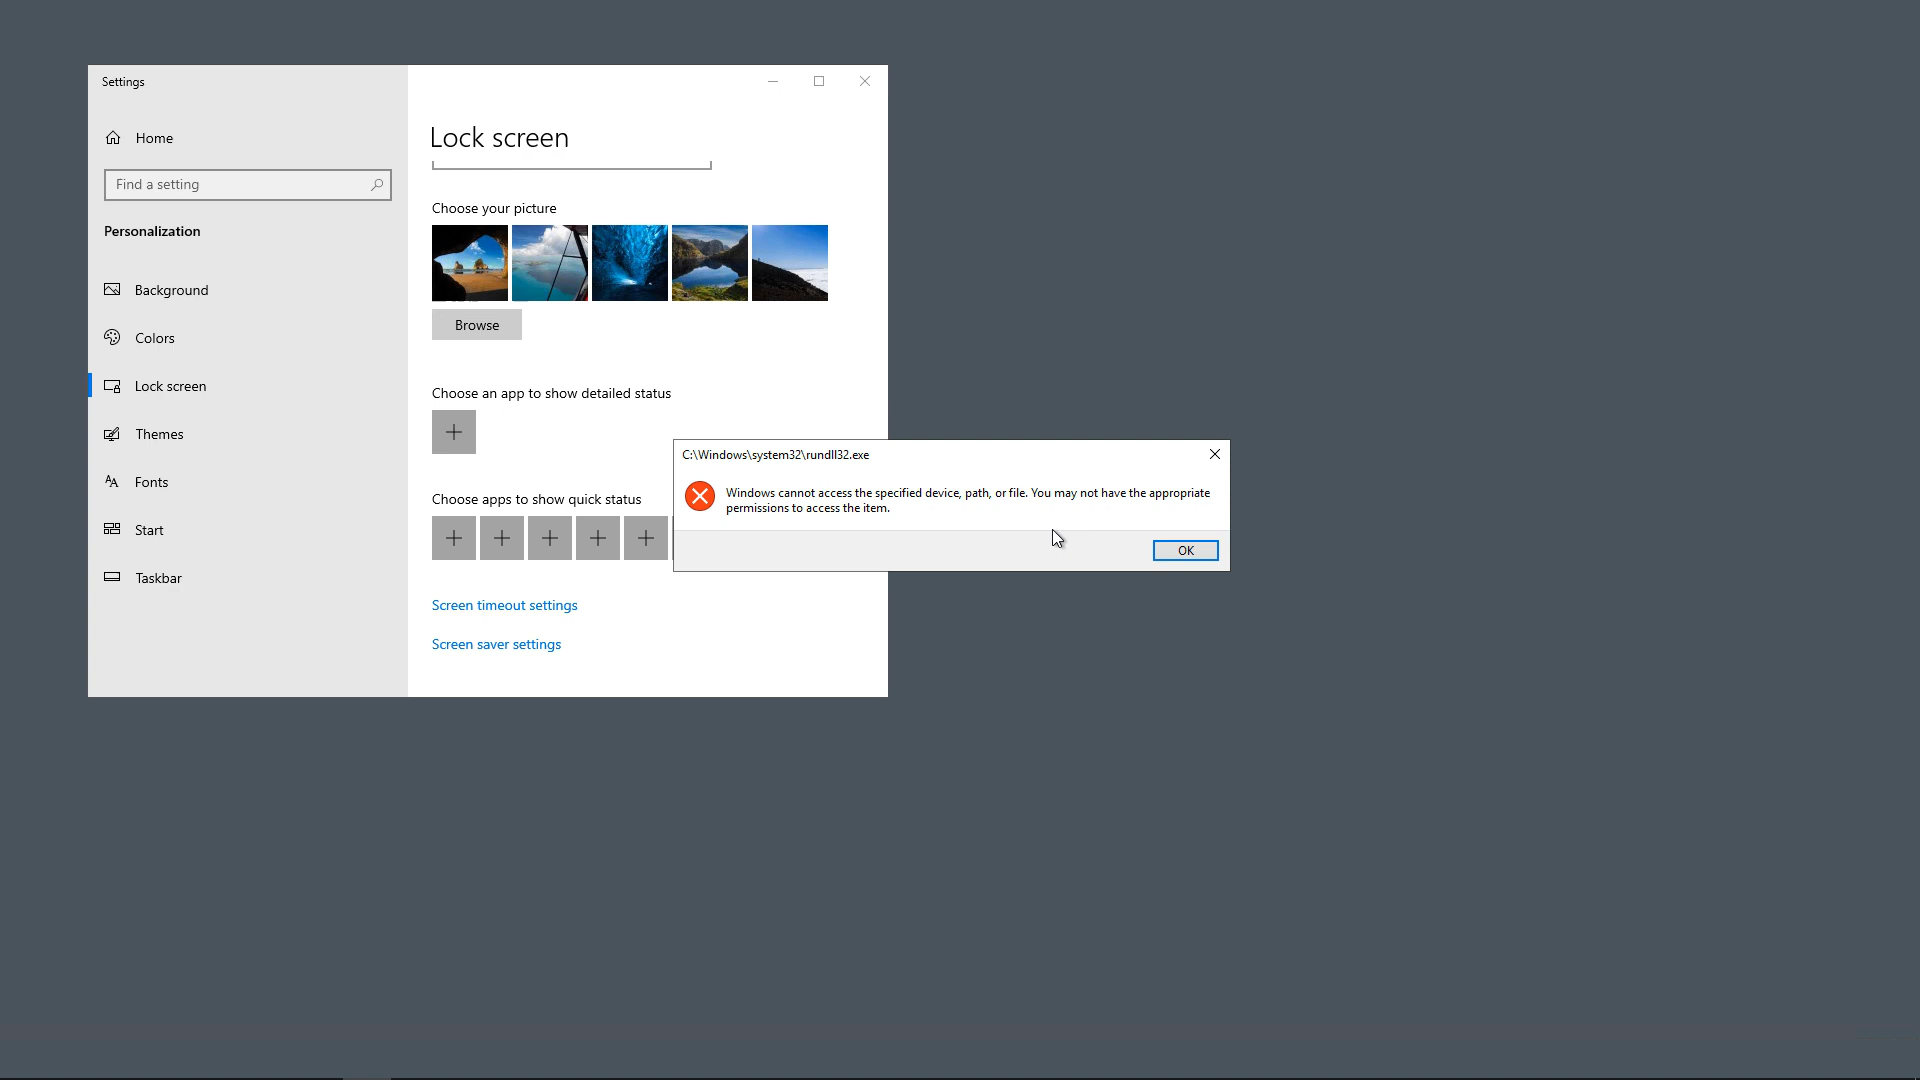 Settings
Home
Find a setting
Personalization
Background
Colors
Lock screen
Themes
Fonts
Start
Taskbar
Lock screen
Choose your picture
Browse
Choose an app to show detailed status
Choose apps to show quick status
Screen timeout settings
Screen saver settings
C:\Windows\system32\rundll32.exe
Windows cannot access the specified device, path, or file. You may not have the appropriate
permissions to access the item.
OK